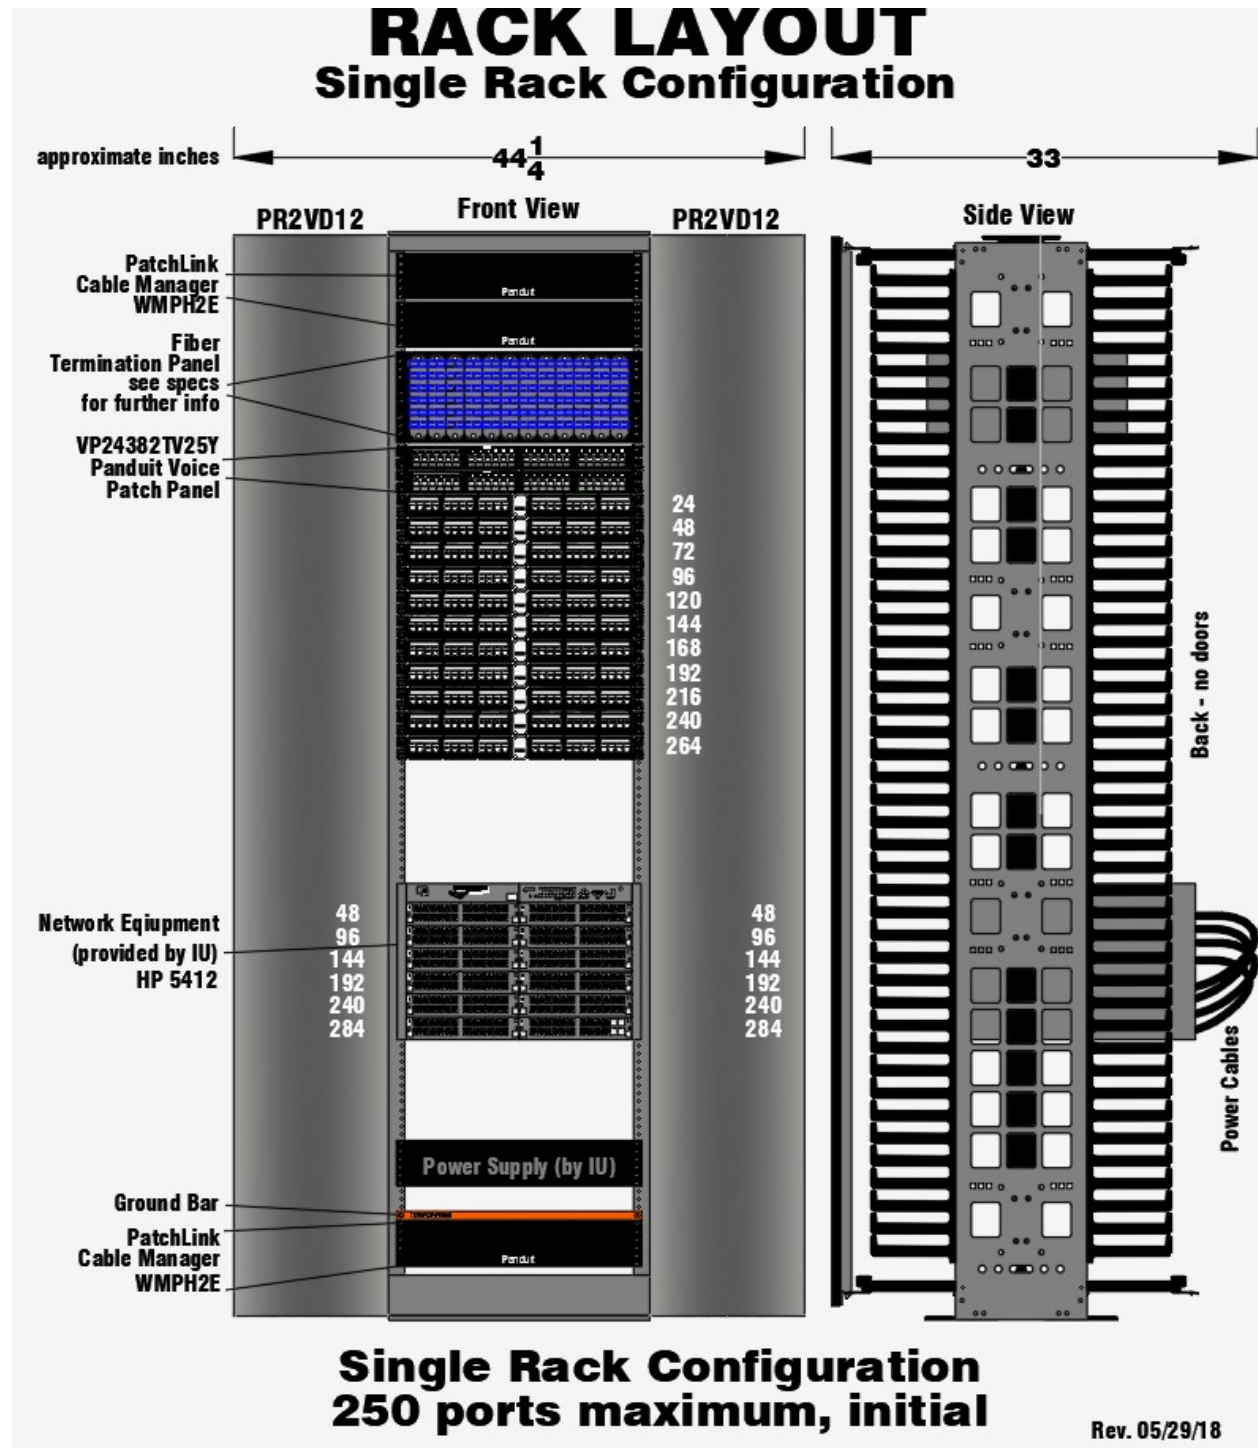 RACK LAYOUT
Single Rack Configuration
approximate inches
44 1/4
33
PR2VD12
Front View
PR2VD12
Side View
PatchLink
Cable Manager
WMPH2E
Panduit
Panduit
Fiber
Termination Panel
see specs
for further info
VP24382TV25Y
Panduit Voice
Patch Panel
24
48
72
96
120
144
168
192
216
240
264
Back - no doors
Network Eqiupment
(provided by IU)
HP 5412
48
96
144
192
240
284
48
96
144
192
240
284
Power Cables
Power Supply (by IU)
Ground Bar
PatchLink
Cable Manager
WMPH2E
Panduit
Single Rack Configuration
250 ports maximum, initial
Rev. 05/29/18